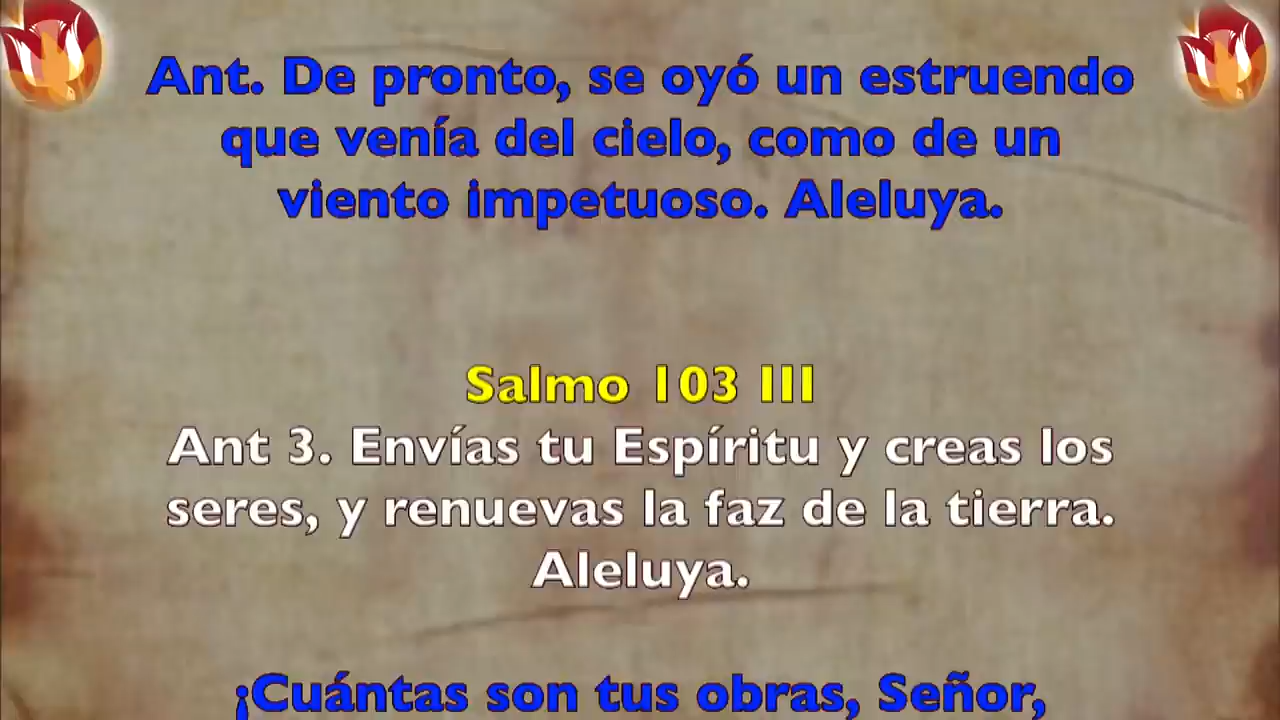 Ant. De pronto, se oyó un estruendo
que venía del cielo, como de un
viento impetuoso. Aleluya.
Salmo 103 III
Ant 3. Envías tu Espíritu y creas los
seres, y renuevas la faz de la tierra.
Aleluya.
¡Cuántas son tus obras, Señor,